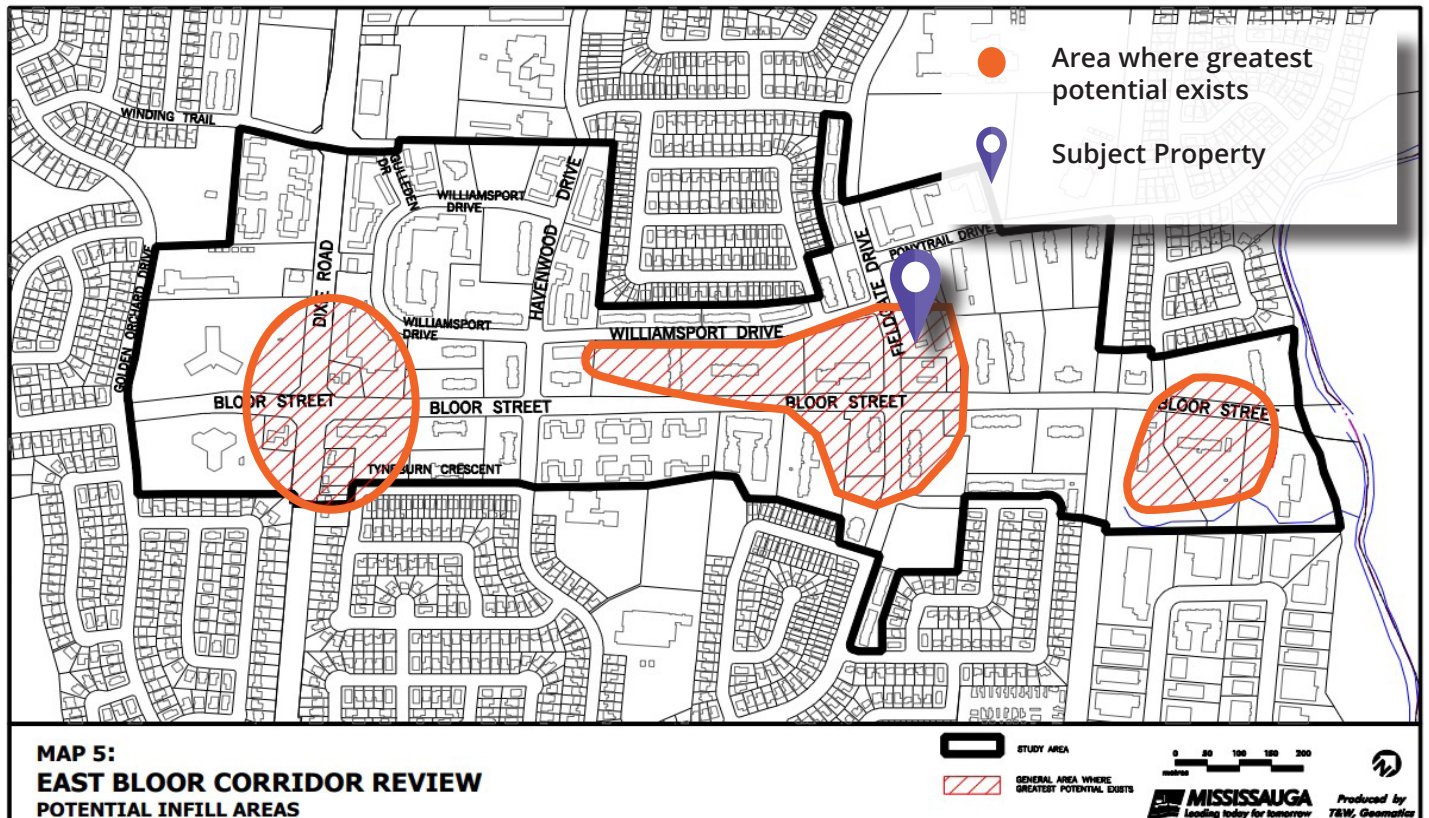 Area where greatest
potential exists
Subject Property
WINDING TRAIL
GULLEDEN
DR
WILLIAMSPORT
DRIVE
DRIVE
HAVENWOOD
DIXIE ROAD
GOLDEN ORCHARD DRIVE
FIELDGATE DRIVE
PONYTRAIL DRIVE
WILLIAMSPORT
DRIVE
WILLIAMSPORT DRIVE
BLOOR STREET
BLOOR STREET
BLOOR STREET
BLOOR STREET
TYNEBURN CRESCENT
MAP 5:
EAST BLOOR CORRIDOR REVIEW
POTENTIAL INFILL AREAS
STUDY AREA
GENERAL AREA WHERE
GREATEST POTENTIAL EXISTS
0 50 100 150 200
metres
MISSISSAUGA
Leading today for tomorrow
Produced by
T&W, Geomatics